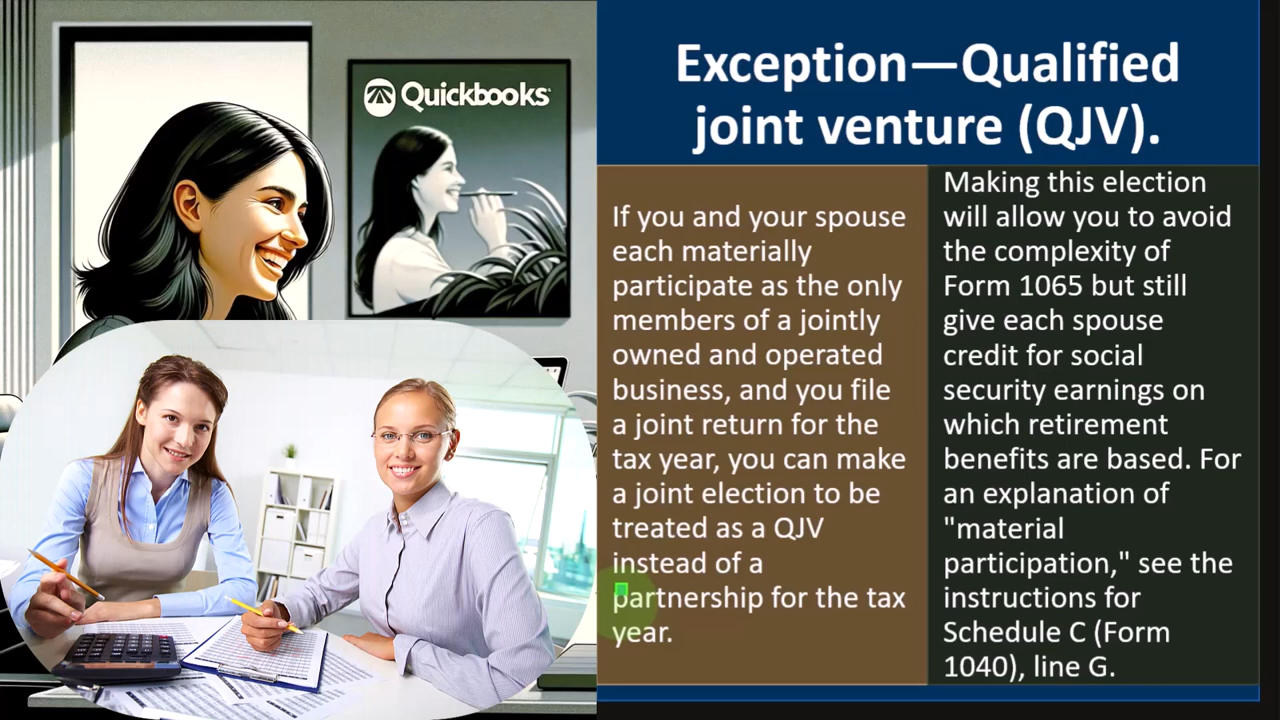 Quickbooks
Exception—Qualified
joint venture (QJV).
If you and your spouse
each materially
participate as the only
members of a jointly
owned and operated
business, and you file
a joint return for the
tax year, you can make
a joint election to be
treated as a QJV
instead of a
partnership for the tax
year.
Making this election
will allow you to avoid
the complexity of
Form 1065 but still
give each spouse
credit for social
security earnings on
which retirement
benefits are based. For
an explanation of
"material
participation," see the
instructions for
Schedule C (Form
1040), line G.